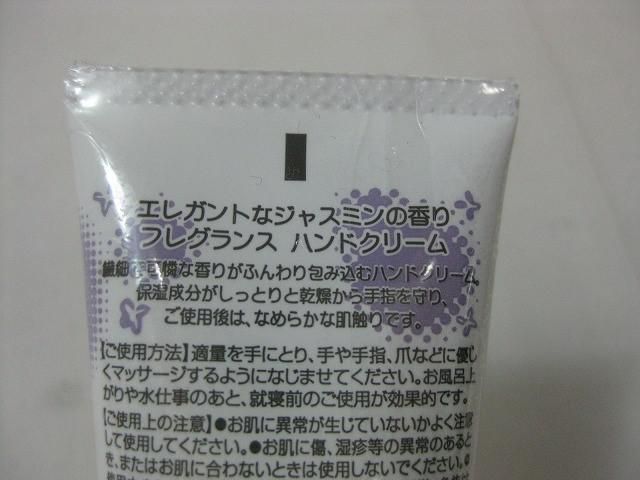 エレガントなジャスミンの香り
フレグランス ハンドクリーム
繊細で可憐な香りがふんわり包み込むハンドクリーム。
保湿成分がしっとりと乾燥から手指を守り、
ご使用後は、なめらかな肌触りです。
【ご使用方法】適量を手にとり、手や手指、爪などに優し
くマッサージするようになじませてください。お風呂上
がりや水仕事のあと、就寝前のご使用が効果的です。
【ご使用上の注意】●お肌に異常が生じていないかよく注意
して使用してください。●お肌に傷、湿疹等の異常のあると
き、またはお肌に合わないときは使用しないでください。●